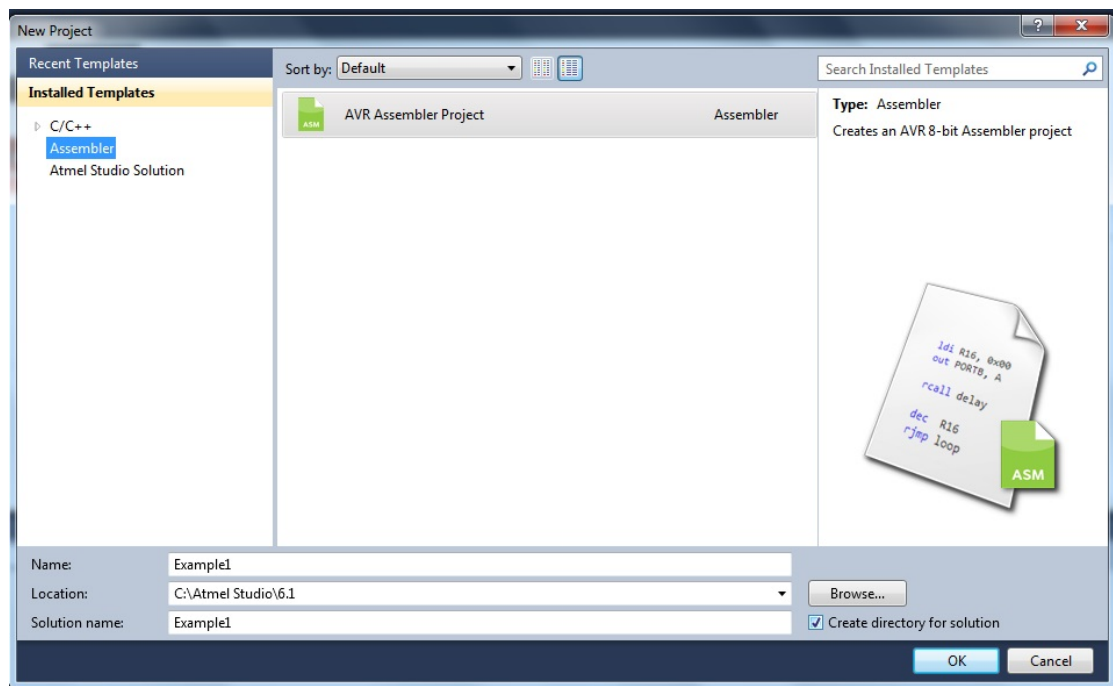 New Project
?
Recent Templates
Installed Templates
C/C++
Assembler
Atmel Studio Solution
Sort by: Default
AVR Assembler Project Assembler
Search Installed Templates
Type: Assembler
Creates an AVR 8-bit Assembler project
ldi R16, 0x00
out PORTB, A
rcall delay
dec R16
rjmp loop
ASM
ASM
Name: Example1
Location: C:\Atmel Studio\6.1
Browse...
Solution name: Example1
Create directory for solution
OK Cancel